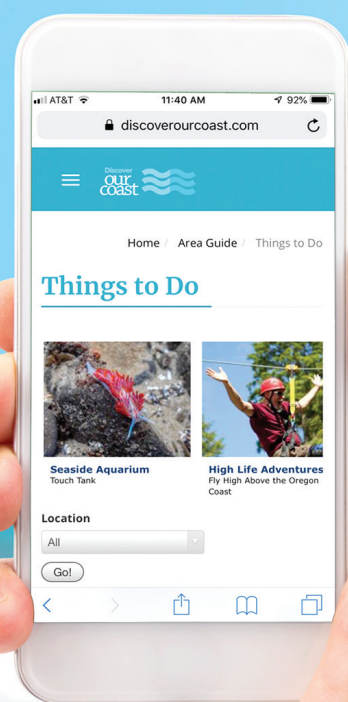 AT&T 11:40 AM 92%
discoverourcoast.com
Discover
our
coast
Home / Area Guide / Things to Do
Things to Do
Seaside Aquarium
Touch Tank
High Life Adventures
Fly High Above the Oregon
Coast
Location
All
Go!